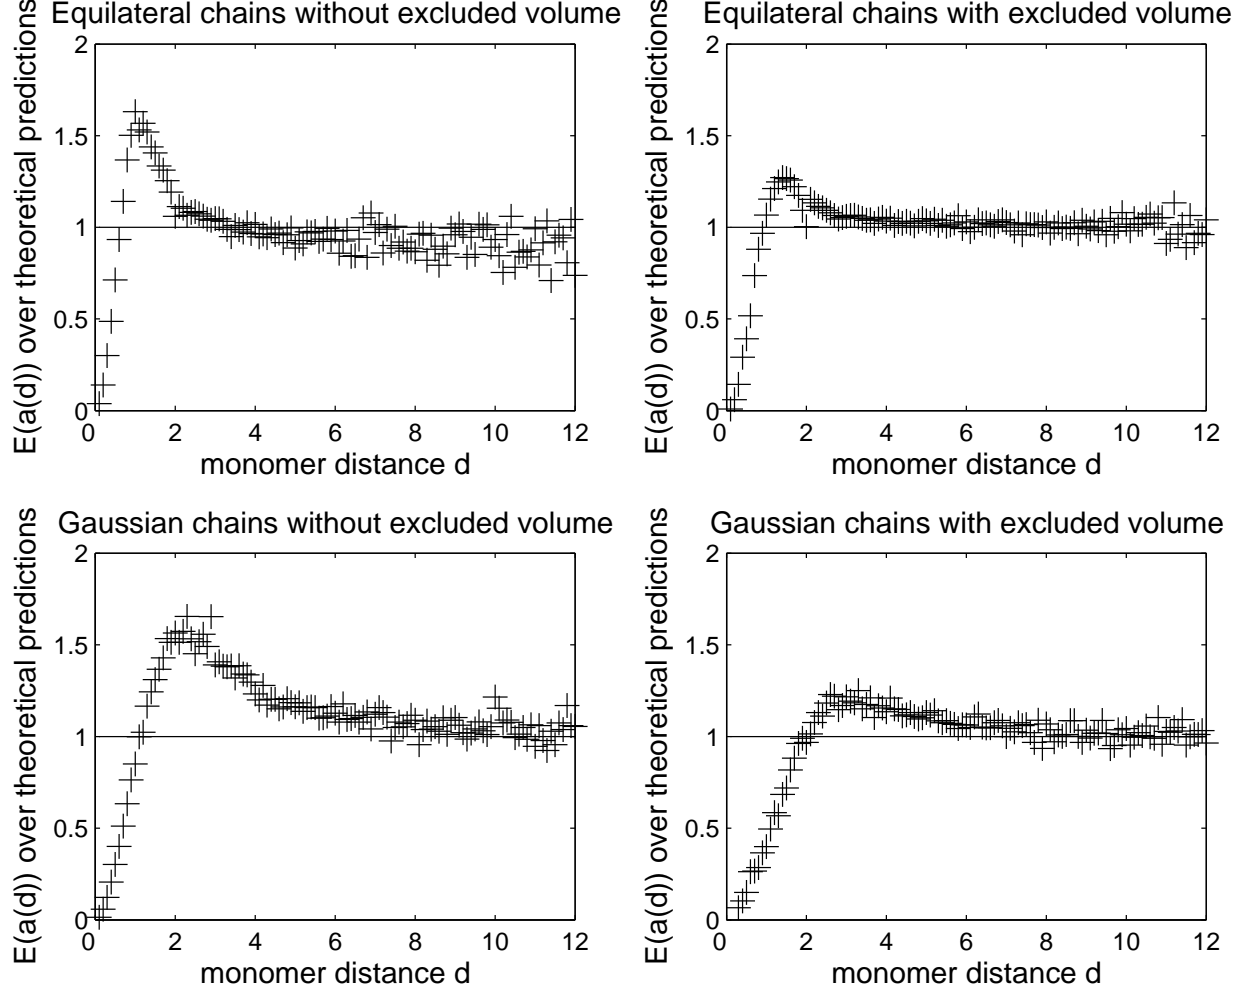 Equilateral chains without excluded volume
E(a(d)) over theoretical predictions
2
1.5
1
0.5
0
0 2 4 6 8 10 12
monomer distance d
Equilateral chains with excluded volume
E(a(d)) over theoretical predictions
2
1.5
1
0.5
0
0 2 4 6 8 10 12
monomer distance d
Gaussian chains without excluded volume
E(a(d)) over theoretical predictions
2
1.5
1
0.5
0
0 2 4 6 8 10 12
monomer distance d
Gaussian chains with excluded volume
E(a(d)) over theoretical predictions
2
1.5
1
0.5
0
0 2 4 6 8 10 12
monomer distance d